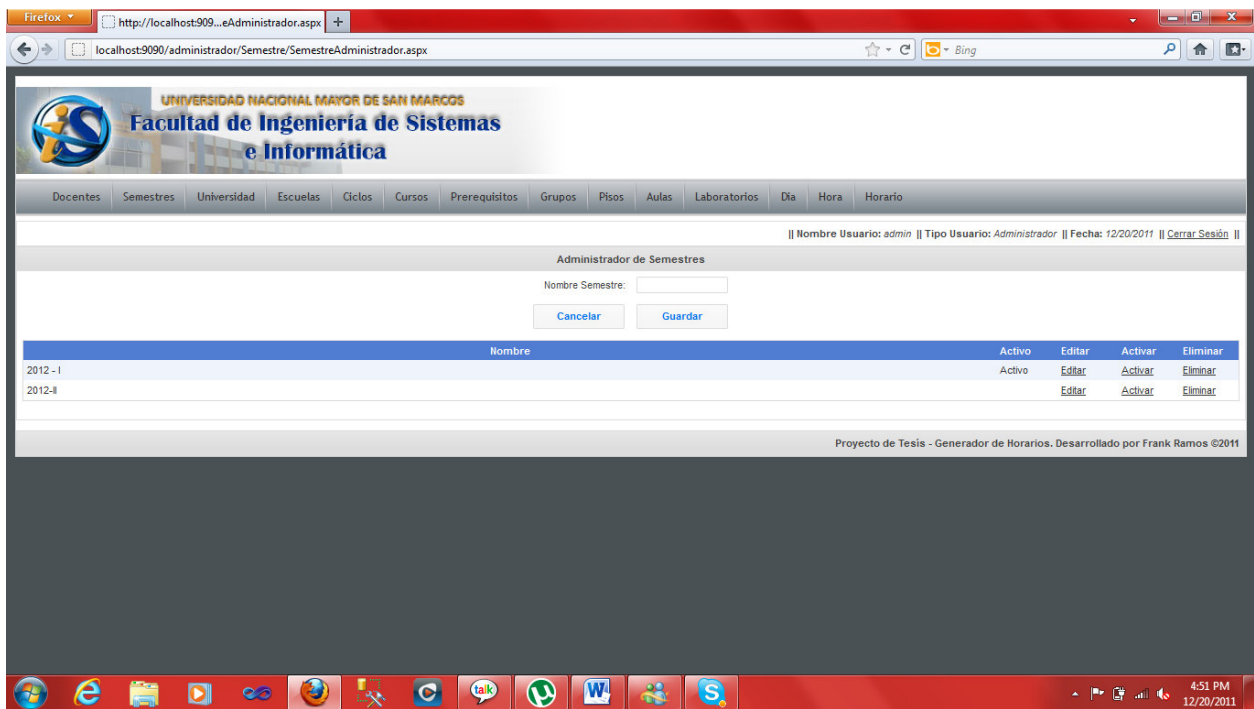 Firefox
http://localhost:909...eAdministrador.aspx
localhost:9090/administrador/Semestre/SemestreAdministrador.aspx
Bing
UNIVERSIDAD NACIONAL MAYOR DE SAN MARCOS
Facultad de Ingeniería de Sistemas
e Informática
Docentes Semestres Universidad Escuelas Ciclos Cursos Prerequisitos Grupos Pisos Aulas Laboratorios Dia Hora Horario
|| Nombre Usuario: admin || Tipo Usuario: Administrador || Fecha: 12/20/2011 || Cerrar Sesión ||
Administrador de Semestres
Nombre Semestre:
Cancelar Guardar
Nombre Activo Editar Activar Eliminar
2012 - I Activo Editar Activar Eliminar
2012-II Editar Activar Eliminar
Proyecto de Tesis - Generador de Horarios. Desarrollado por Frank Ramos ©2011
talk
W
S
4:51 PM
12/20/2011